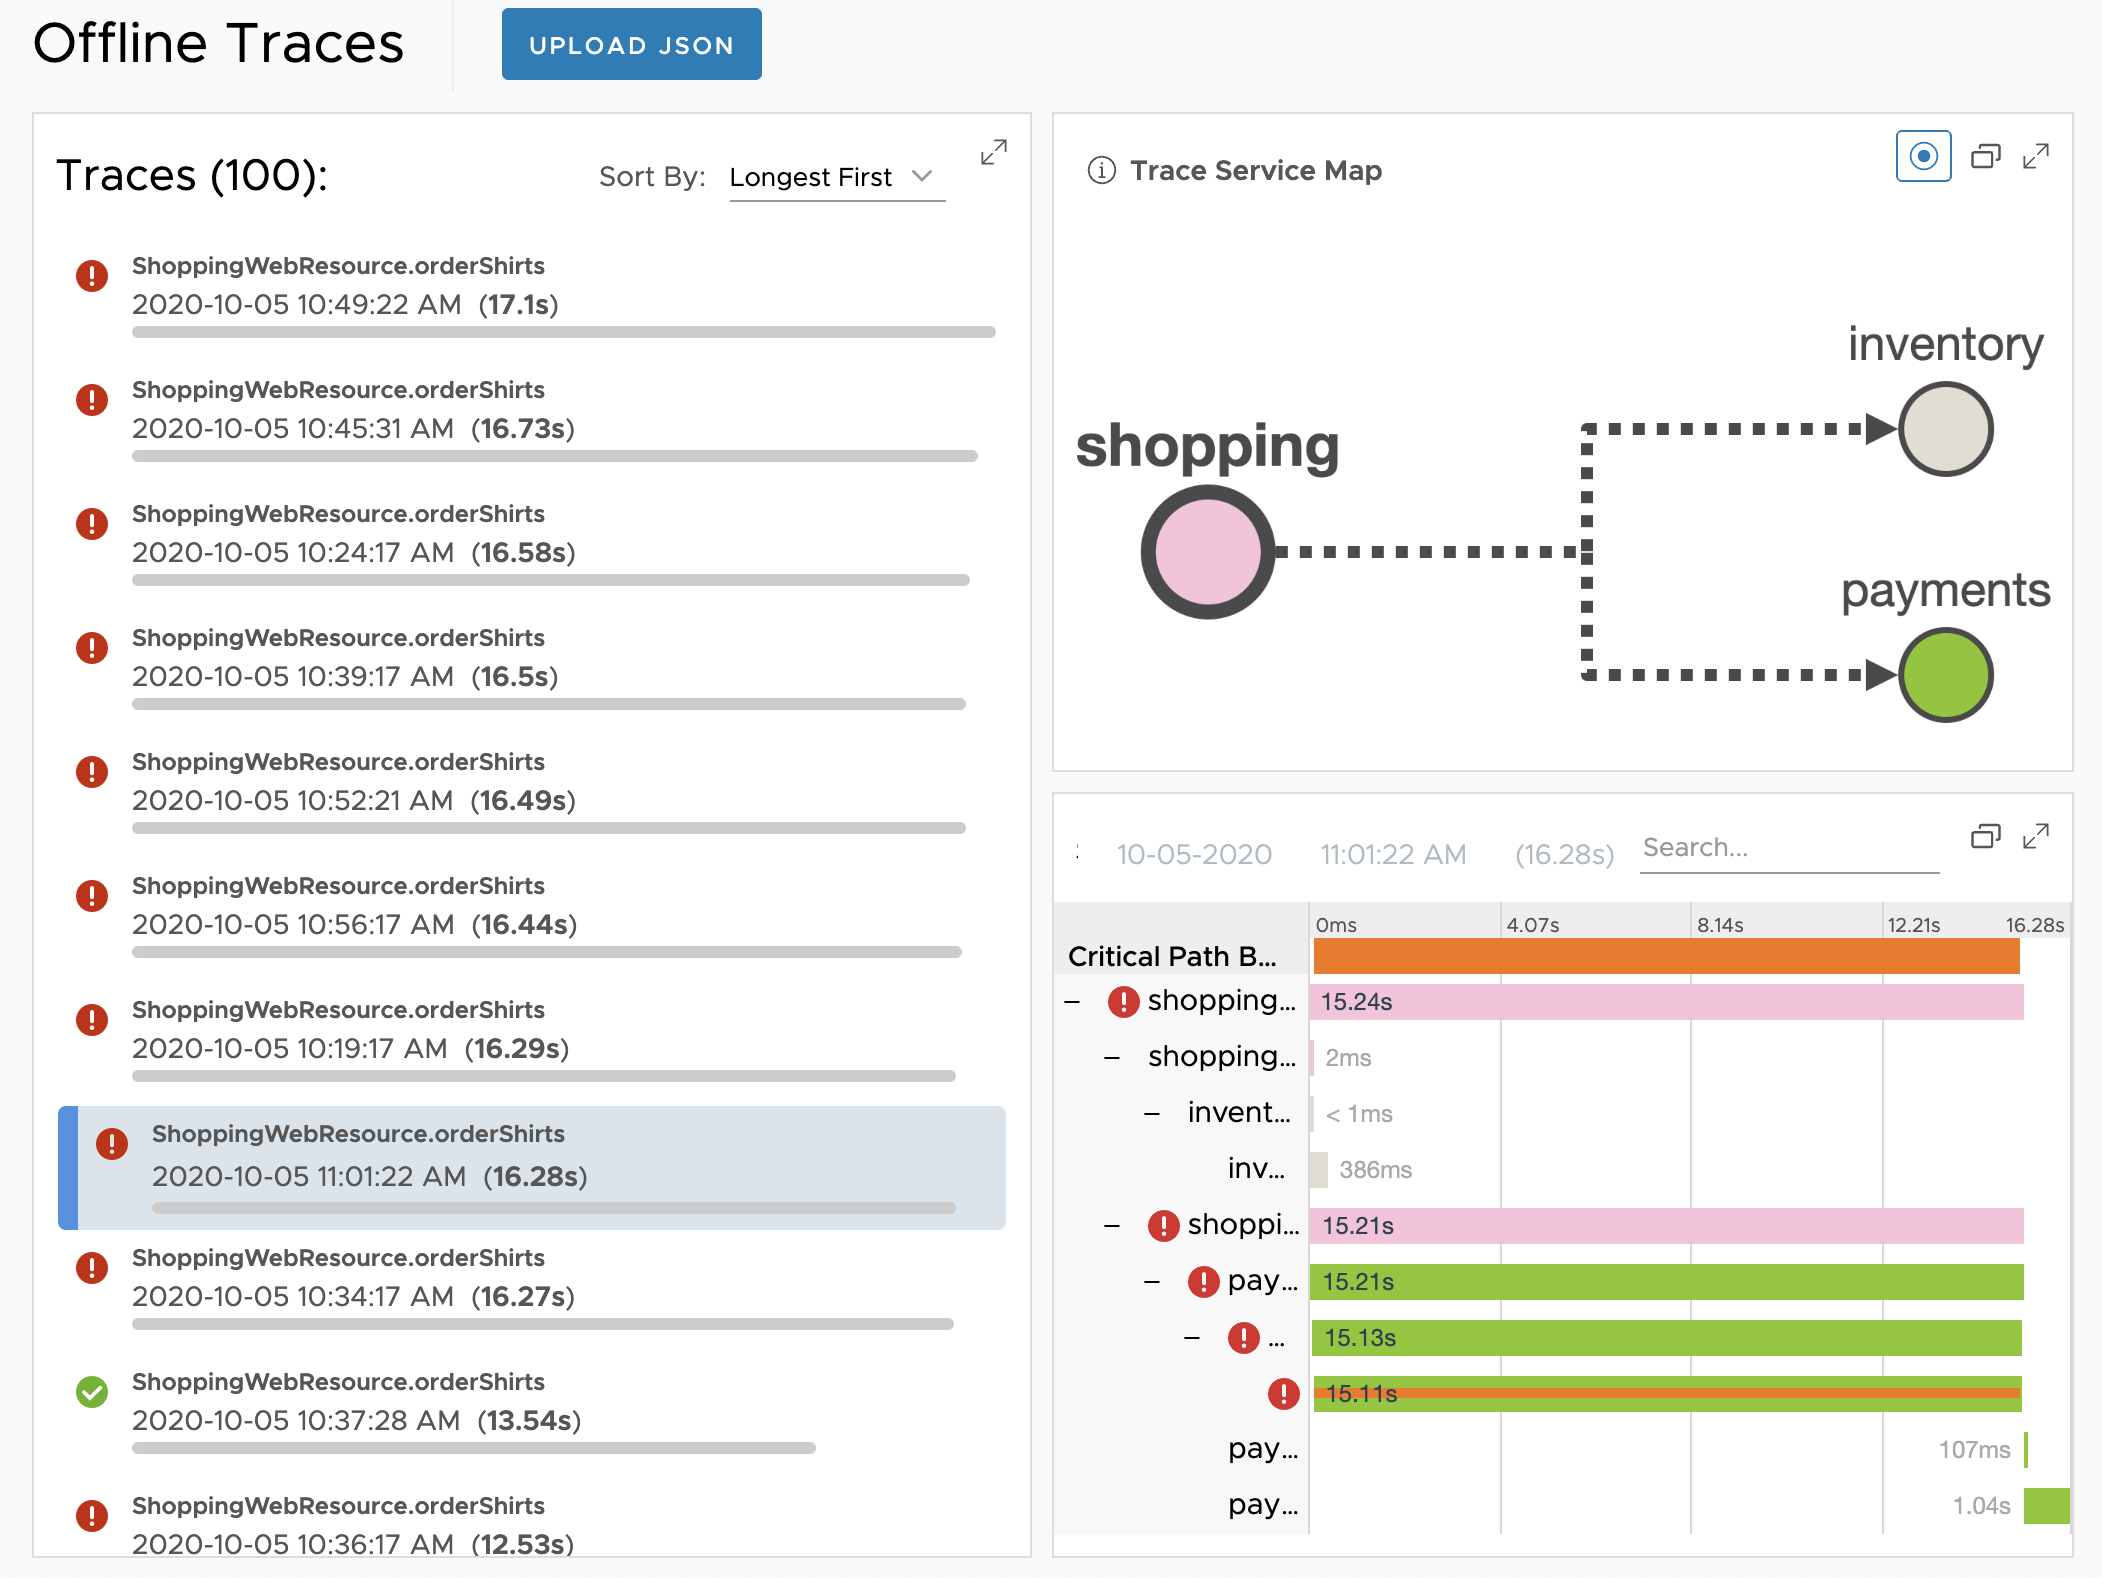 Offline Traces
UPLOAD JSON
Traces (100):
Sort By: Longest First
ShoppingWebResource.orderShirts
2020-10-05 10:49:22 AM (17.1s)
ShoppingWebResource.orderShirts
2020-10-05 10:45:31 AM (16.73s)
ShoppingWebResource.orderShirts
2020-10-05 10:24:17 AM (16.58s)
ShoppingWebResource.orderShirts
2020-10-05 10:39:17 AM (16.5s)
ShoppingWebResource.orderShirts
2020-10-05 10:52:21 AM (16.49s)
ShoppingWebResource.orderShirts
2020-10-05 10:56:17 AM (16.44s)
ShoppingWebResource.orderShirts
2020-10-05 10:19:17 AM (16.29s)
ShoppingWebResource.orderShirts
2020-10-05 11:01:22 AM (16.28s)
ShoppingWebResource.orderShirts
2020-10-05 10:34:17 AM (16.27s)
ShoppingWebResource.orderShirts
2020-10-05 10:37:28 AM (13.54s)
ShoppingWebResource.orderShirts
2020-10-05 10:36:17 AM (12.53s)
Trace Service Map
shopping
inventory
payments
10-05-2020 11:01:22 AM (16.28s) Search...
0ms 4.07s 8.14s 12.21s 16.28s
Critical Path B...
shopping... 15.24s
shopping... 2ms
invent... < 1ms
inv... 386ms
shoppi... 15.21s
pay... 15.21s
... 15.13s
15.11s
pay... 107ms
pay... 1.04s